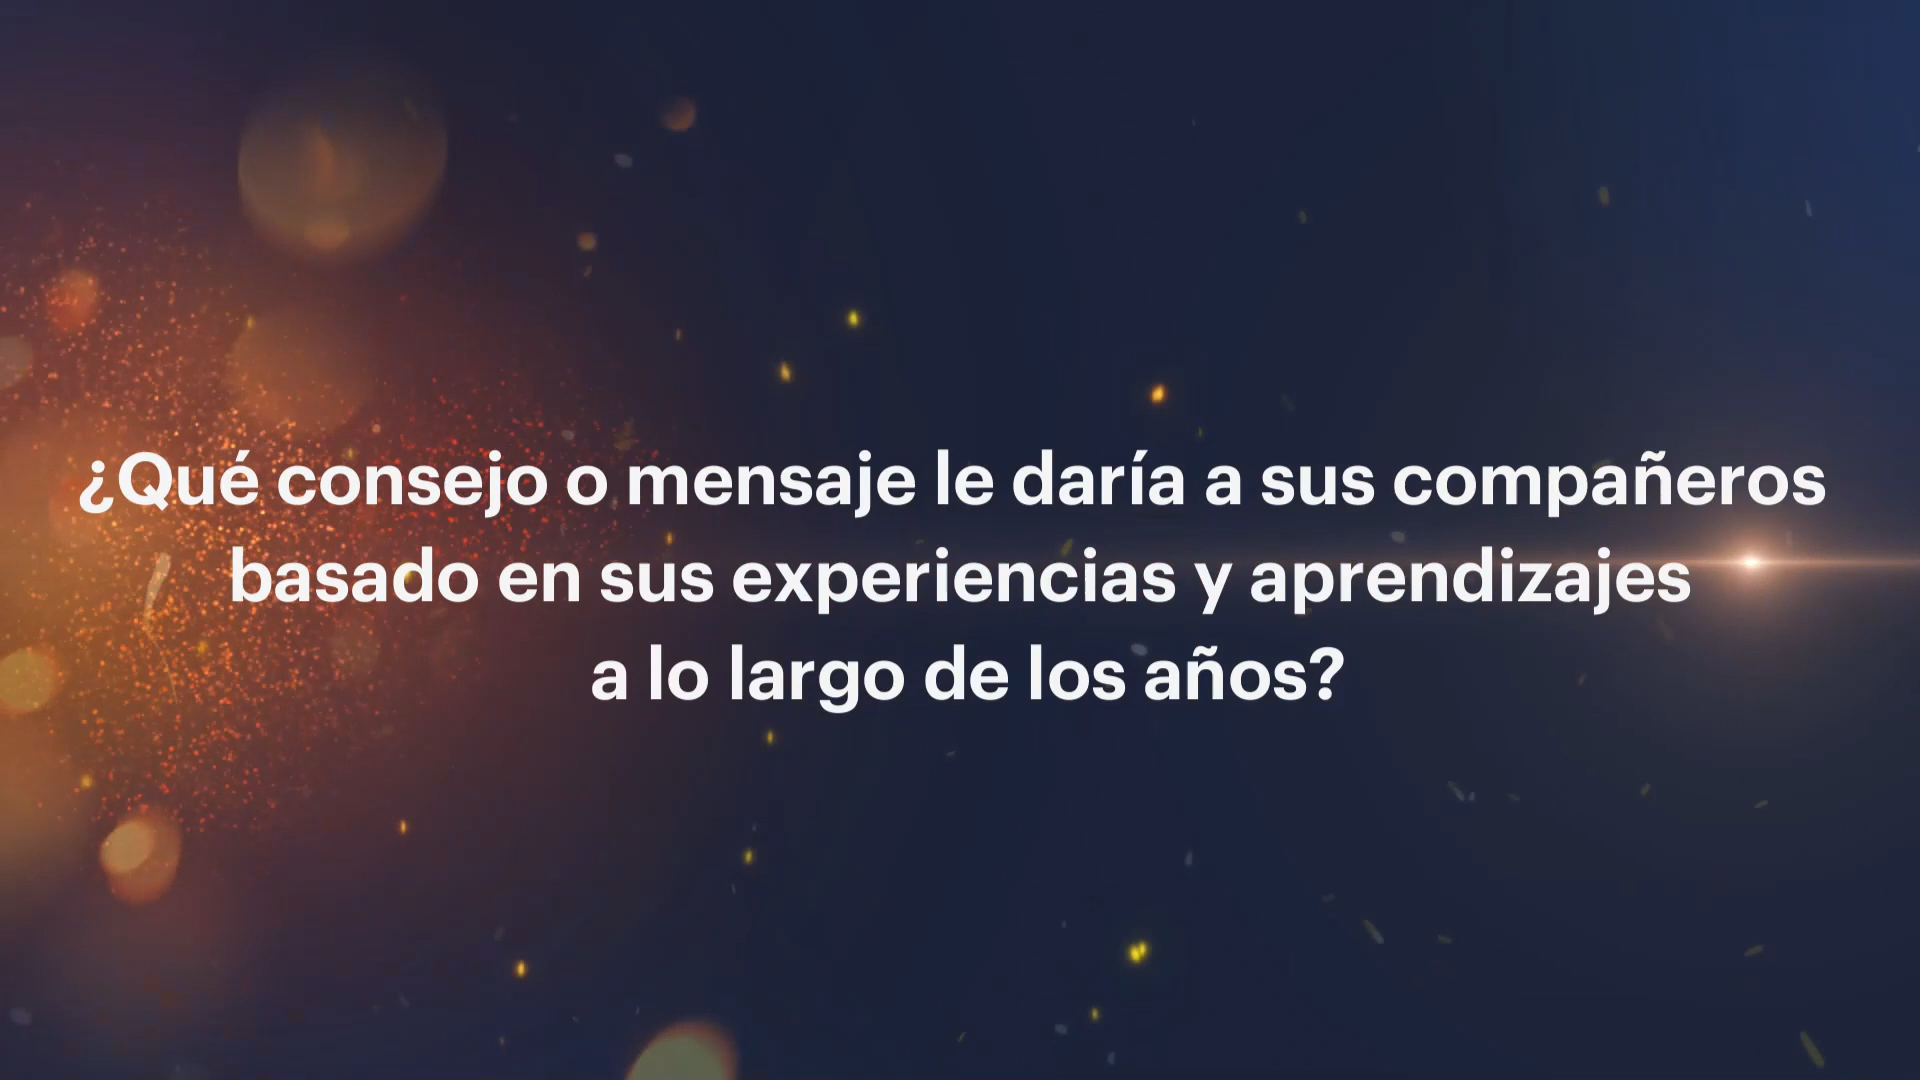 ¿Qué consejo o mensaje le daría a sus compañeros
basado en sus experiencias y aprendizajes
a lo largo de los años?